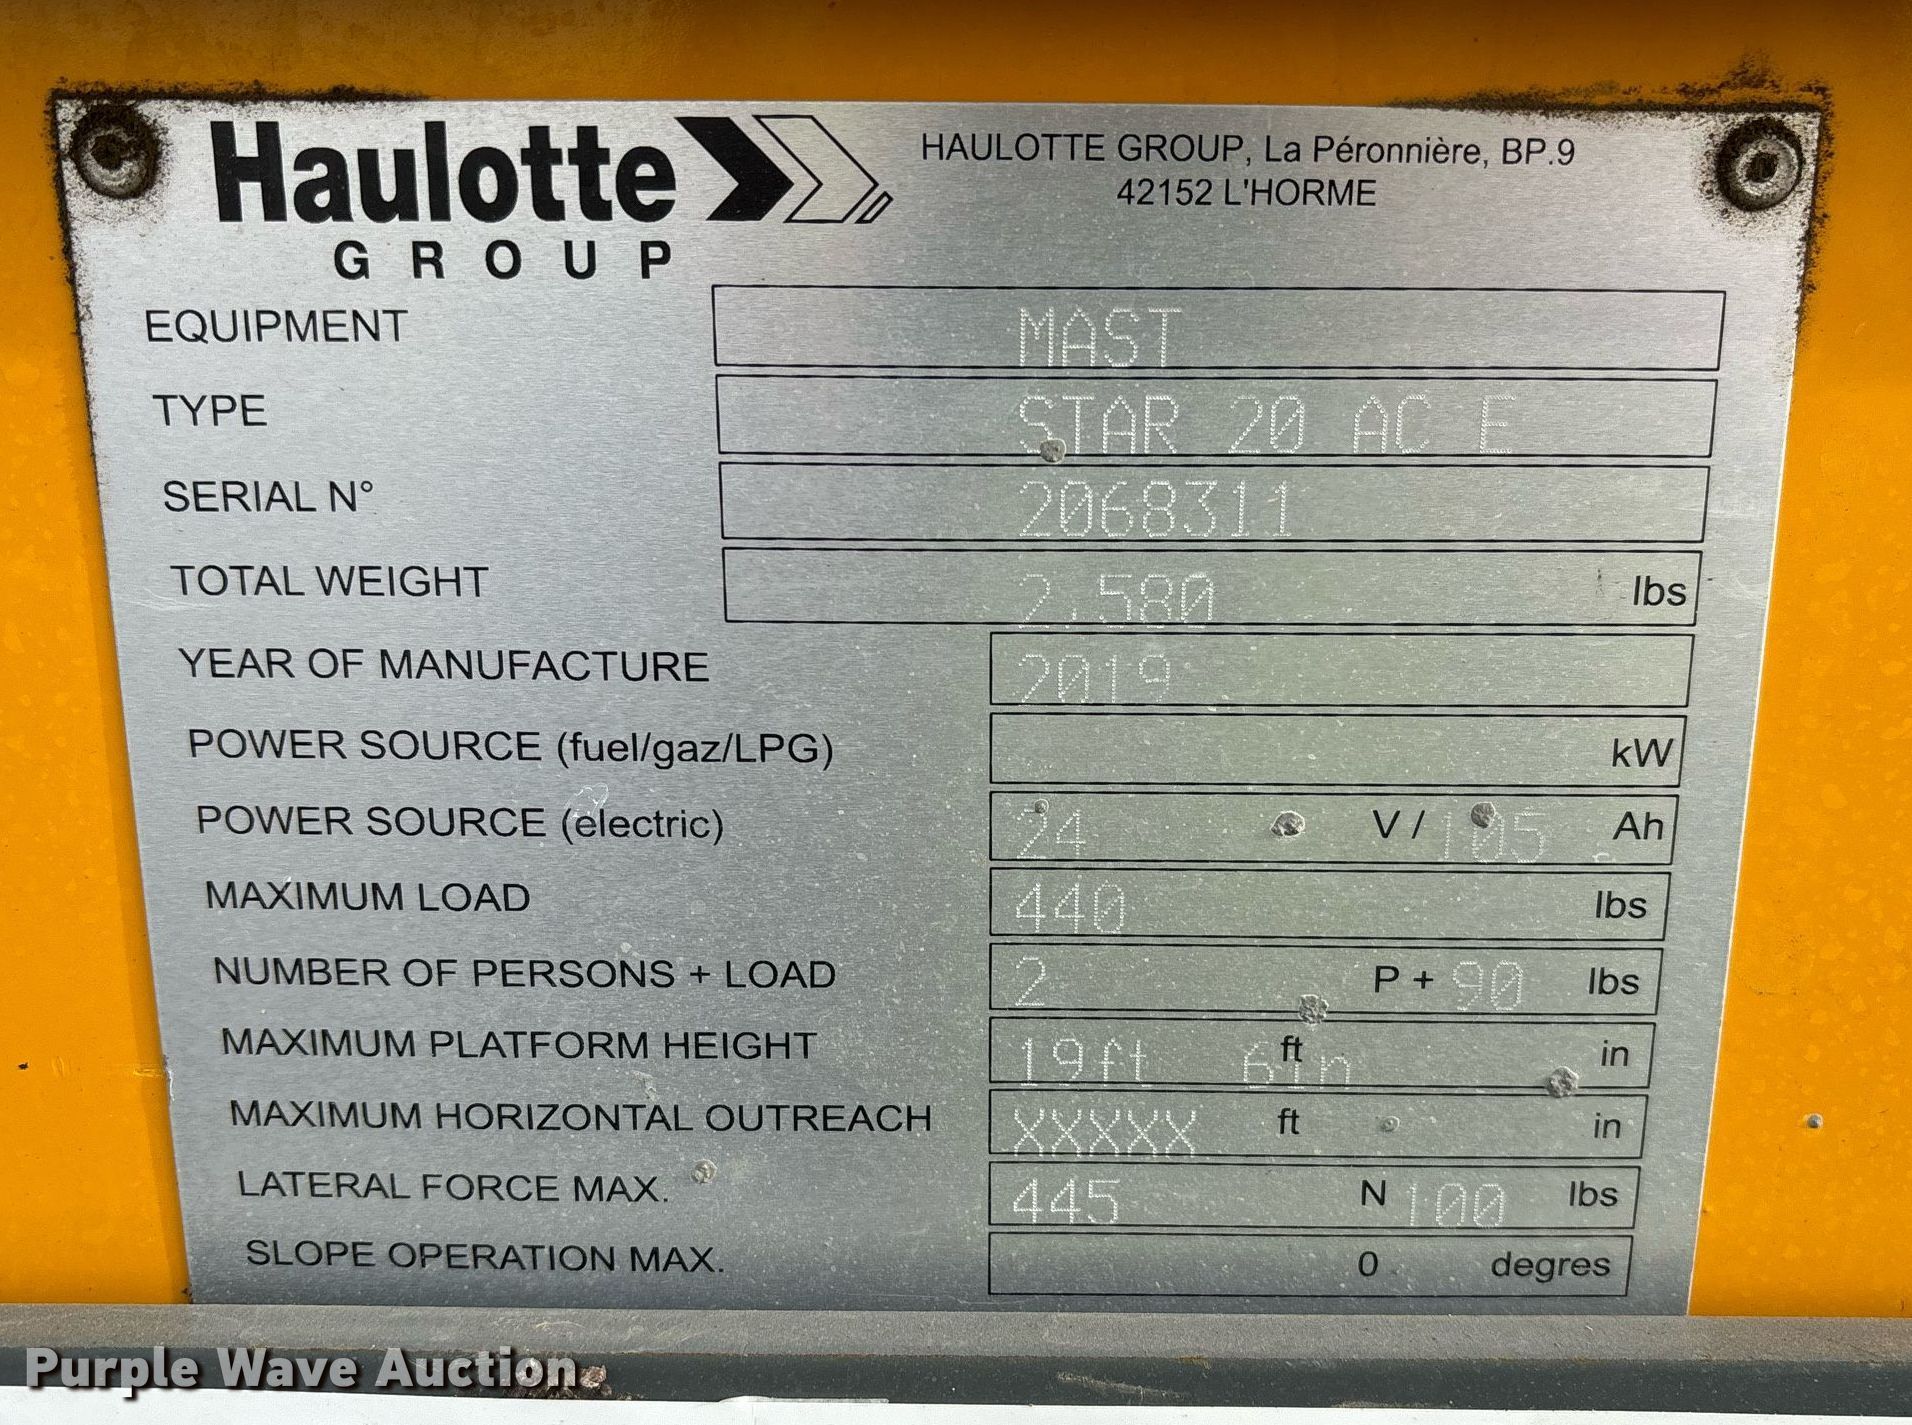 Haulotte
GROUP
HAULOTTE GROUP, La Péronnière, BP.9
42152 L'HORME
EQUIPMENT MAST
TYPE STAR 20 AC E
SERIAL N° 2068311
TOTAL WEIGHT 2,580 lbs
YEAR OF MANUFACTURE 2019
POWER SOURCE (fuel/gaz/LPG) kW
POWER SOURCE (electric) 24 V / 105 Ah
MAXIMUM LOAD 440 lbs
NUMBER OF PERSONS + LOAD 2 P + 90 lbs
MAXIMUM PLATFORM HEIGHT 19ft 6in ft in
MAXIMUM HORIZONTAL OUTREACH XXXXX ft in
LATERAL FORCE MAX. 445 N 100 lbs
SLOPE OPERATION MAX. 0 degres
Purple Wave Auction